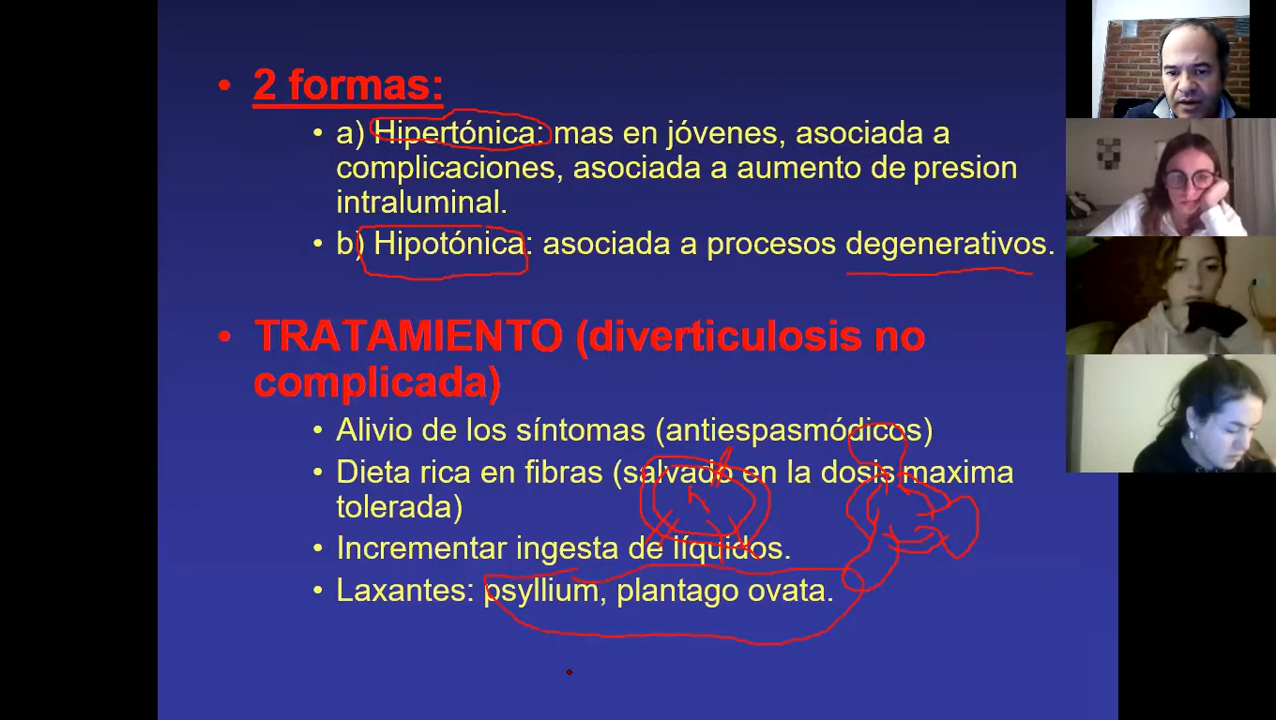 • 2 formas:
• a) Hipertónica: mas en jóvenes, asociada a
complicaciones, asociada a aumento de presion
intraluminal.
• b) Hipotónica: asociada a procesos degenerativos.
• TRATAMIENTO (diverticulosis no
complicada)
• Alivio de los síntomas (antiespasmódicos)
• Dieta rica en fibras (salvado en la dosis maxima
tolerada)
• Incrementar ingesta de líquidos.
• Laxantes: psyllium, plantago ovata.